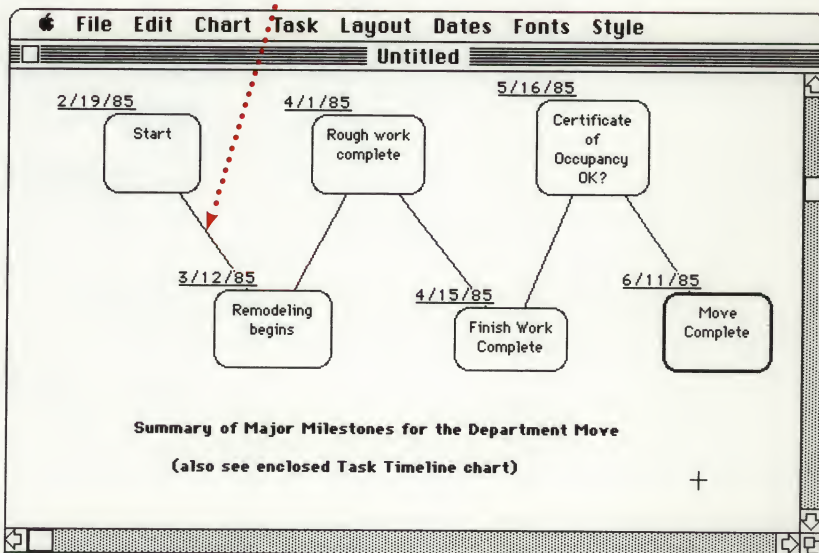 File Edit Chart Task Layout Dates Fonts Style
Untitled
2/19/85
Start
4/1/85
Rough work
complete
5/16/85
Certificate
of
Occupancy
OK?
3/12/85
Remodeling
begins
4/15/85
Finish Work
Complete
6/11/85
Move
Complete
Summary of Major Milestones for the Department Move
(also see enclosed Task Timeline chart)